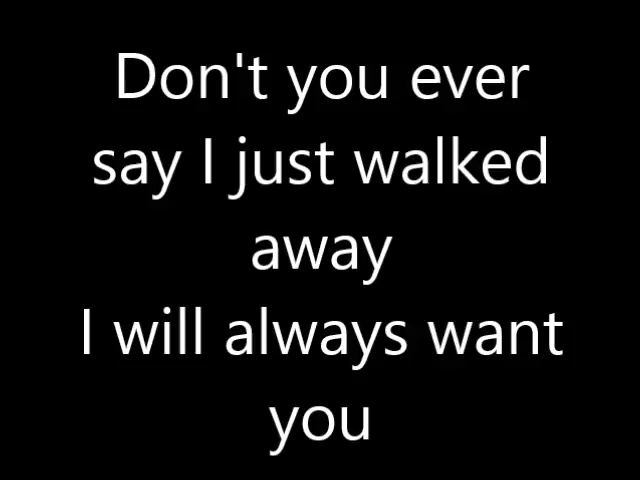 Don't you ever
say I just walked
away
I will always want
you